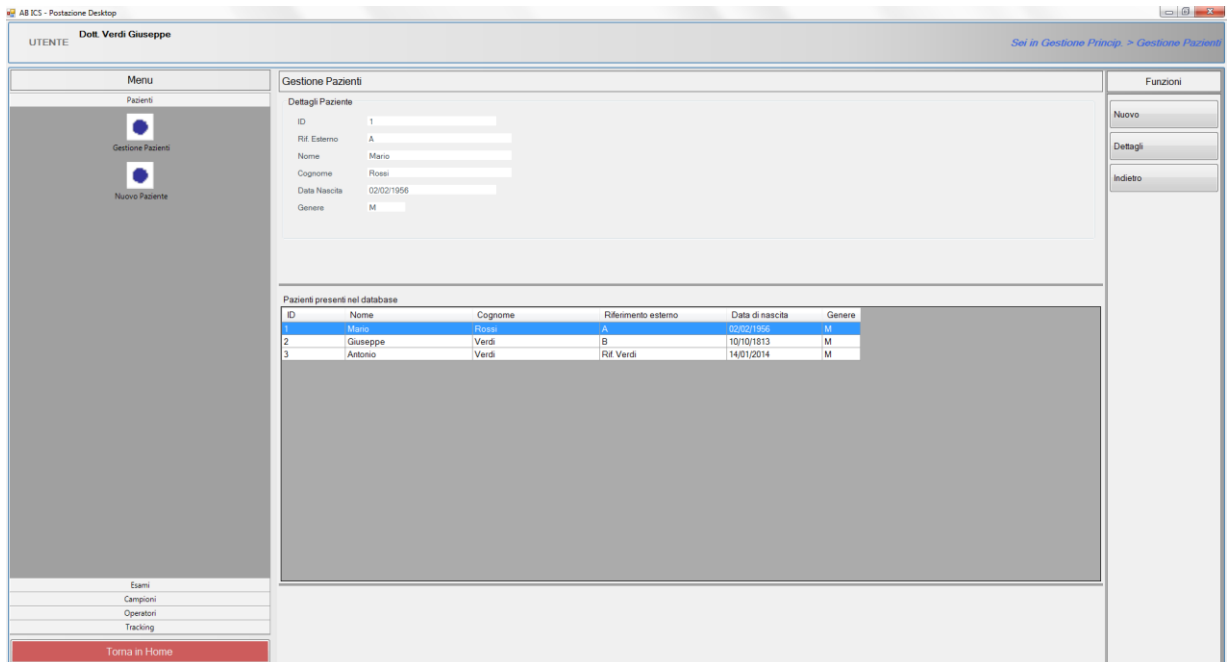 AB ICS - Postazione Desktop
UTENTE Dott. Verdi Giuseppe
Sei in Gestione Princip. > Gestione Pazienti
Menu
Pazienti
Gestione Pazienti
Nuovo Paziente
Esami
Campioni
Operatori
Tracking
Torna in Home
Gestione Pazienti
Dettagli Paziente
ID 1
Rif. Esterno A
Nome Mario
Cognome Rossi
Data Nascita 02/02/1956
Genere M
Pazienti presenti nel database
ID Nome Cognome Riferimento esterno Data di nascita Genere
1 Mario Rossi A 02/02/1956 M
2 Giuseppe Verdi B 10/10/1813 M
3 Antonio Verdi Rif. Verdi 14/01/2014 M
Funzioni
Nuovo
Dettagli
Indietro